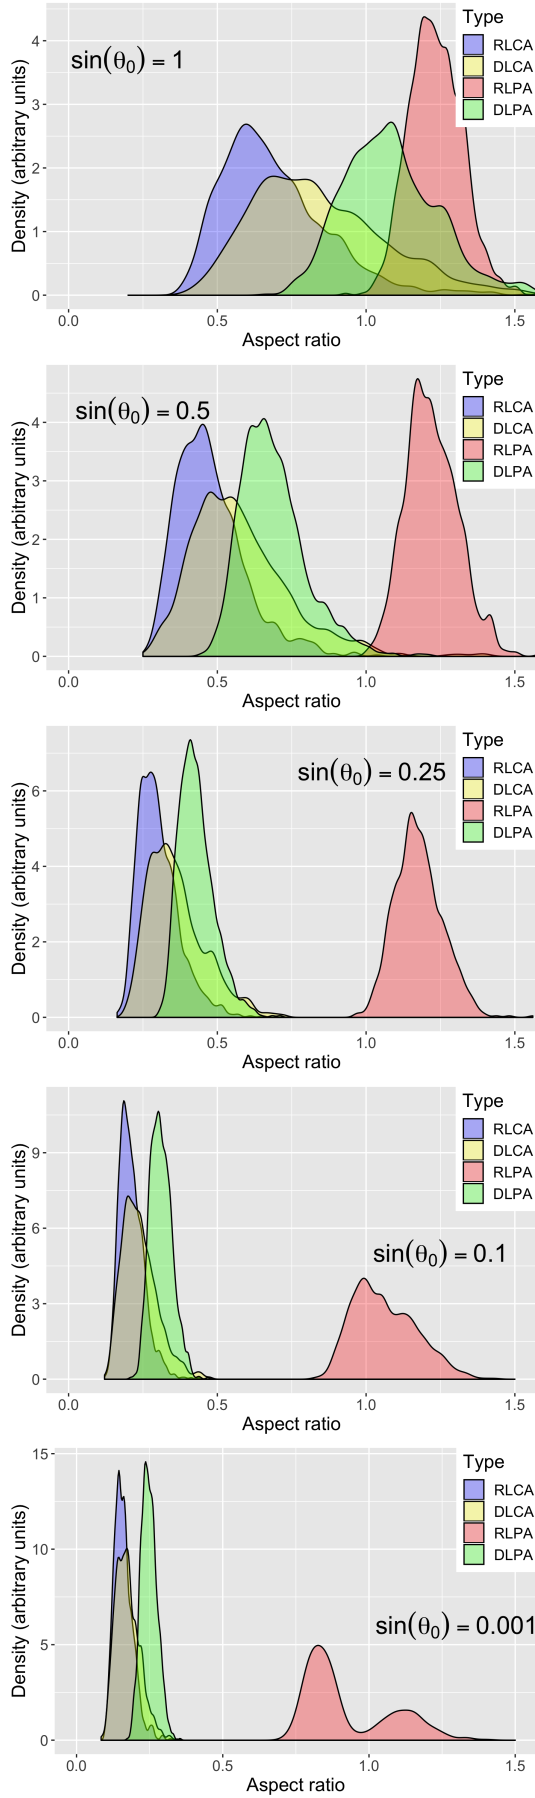 Type
RLCA
DLCA
RLPA
DLPA
sin(θ₀) = 1
Density (arbitrary units)
4
3
2
1
0
0.0 0.5 1.0 1.5
Aspect ratio
Type
RLCA
DLCA
RLPA
DLPA
sin(θ₀) = 0.5
Density (arbitrary units)
4
3
2
1
0
0.0 0.5 1.0 1.5
Aspect ratio
Type
RLCA
DLCA
RLPA
DLPA
sin(θ₀) = 0.25
Density (arbitrary units)
6
4
2
0
0.0 0.5 1.0 1.5
Aspect ratio
Type
RLCA
DLCA
RLPA
DLPA
sin(θ₀) = 0.1
Density (arbitrary units)
9
6
3
0
0.0 0.5 1.0 1.5
Aspect ratio
Type
RLCA
DLCA
RLPA
DLPA
sin(θ₀) = 0.001
Density (arbitrary units)
15
10
5
0
0.0 0.5 1.0 1.5
Aspect ratio